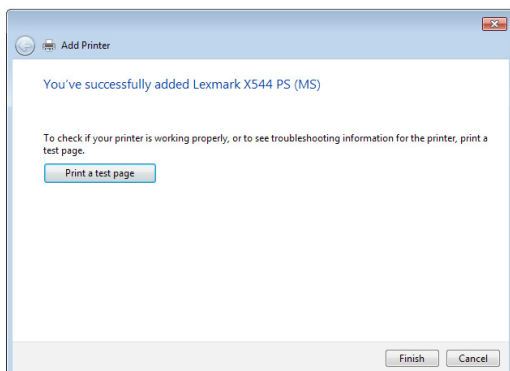 Add Printer
You've successfully added Lexmark X544 PS (MS)
To check if your printer is working properly, or to see troubleshooting information for the printer, print a
test page.
Print a test page
Finish Cancel